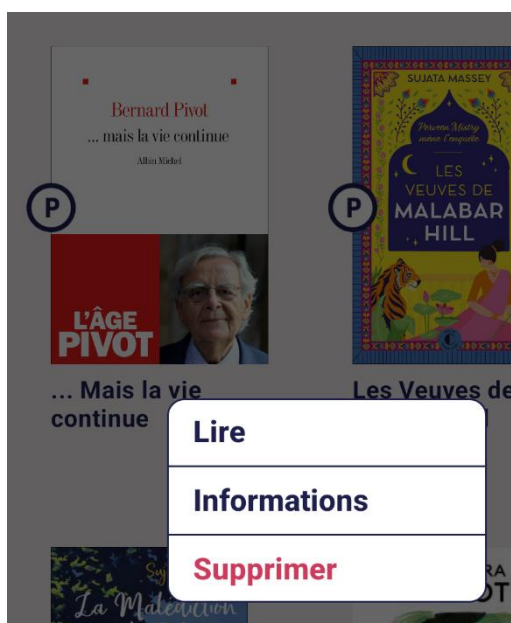 Bernard Pivot
... mais la vie continue
Albin Michel
P
L'ÂGE
PIVOT
... Mais la vie
continue
SUJATA MASSEY
Perveen Mistry
mène l'enquête
LES
VEUVES DE
MALABAR
HILL
P
Les Veuves de
Lire
Informations
Supprimer
La Malédiction